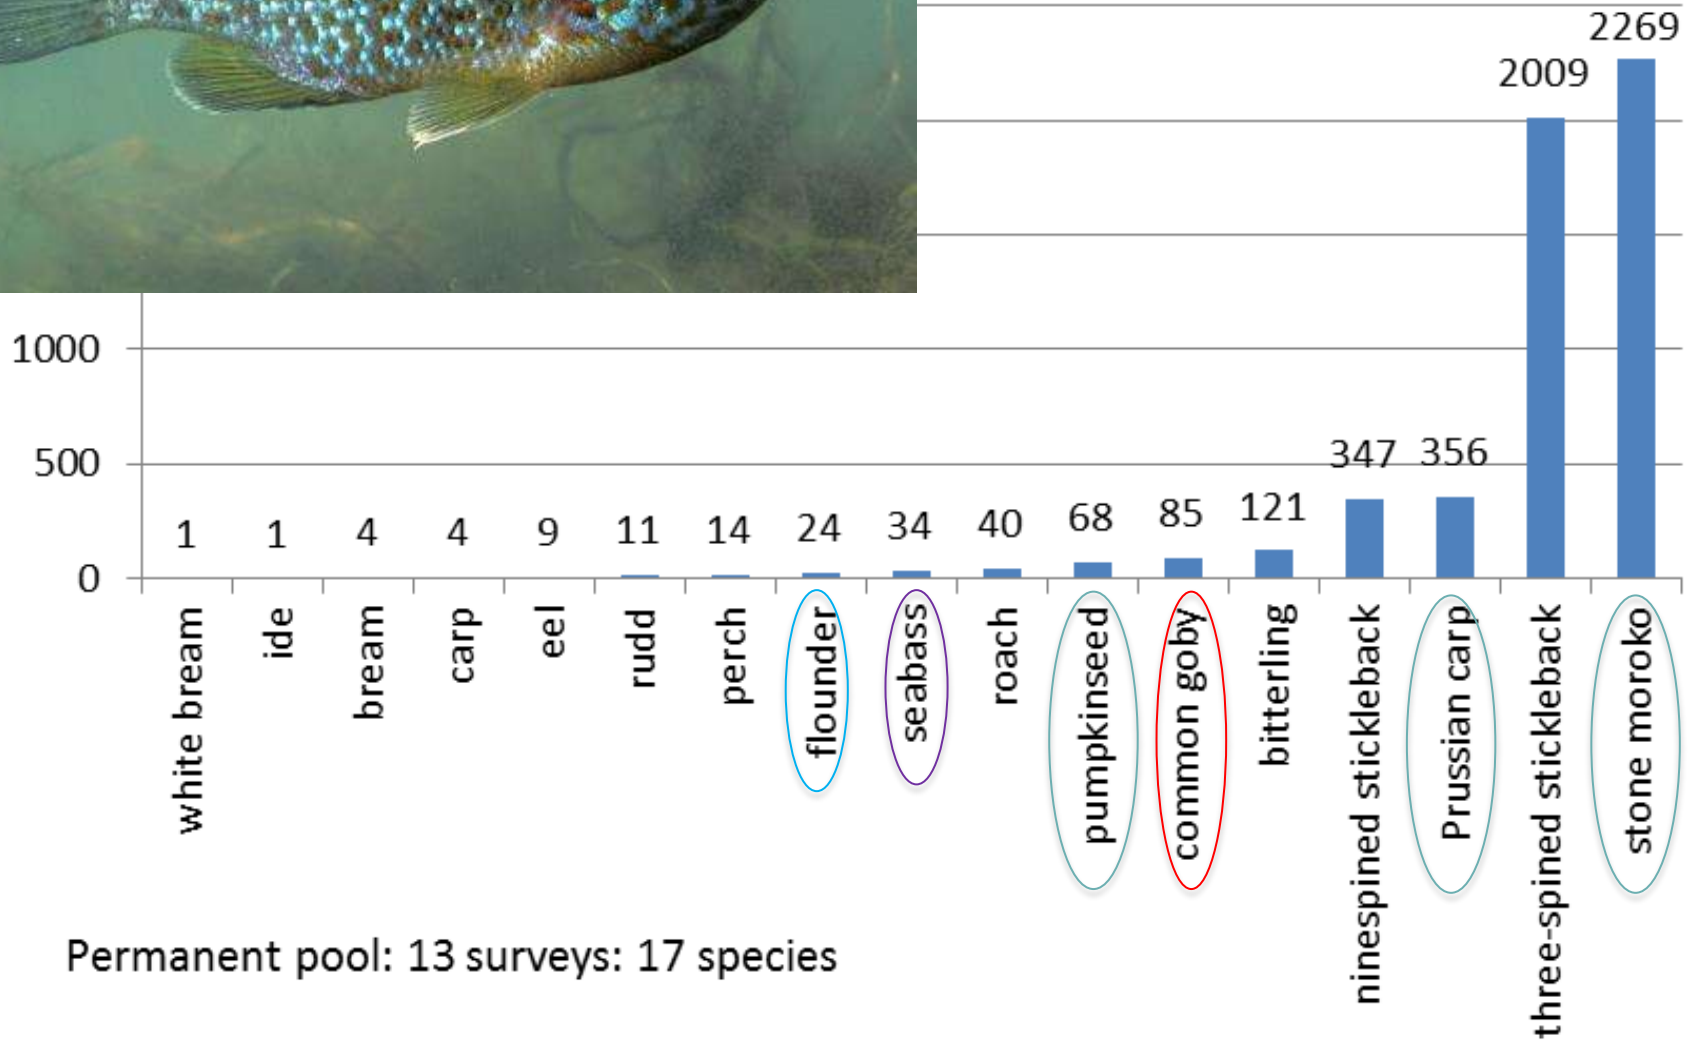 2269
2009
1000
500
0
1 1 4 4 9 11 14 24 34 40 68 85 121 347 356
white bream
ide
bream
carp
eel
rudd
perch
flounder
seabass
roach
pumpkinseed
common goby
bitterling
ninespined stickleback
Prussian carp
three-spined stickleback
stone moroko
Permanent pool: 13 surveys: 17 species